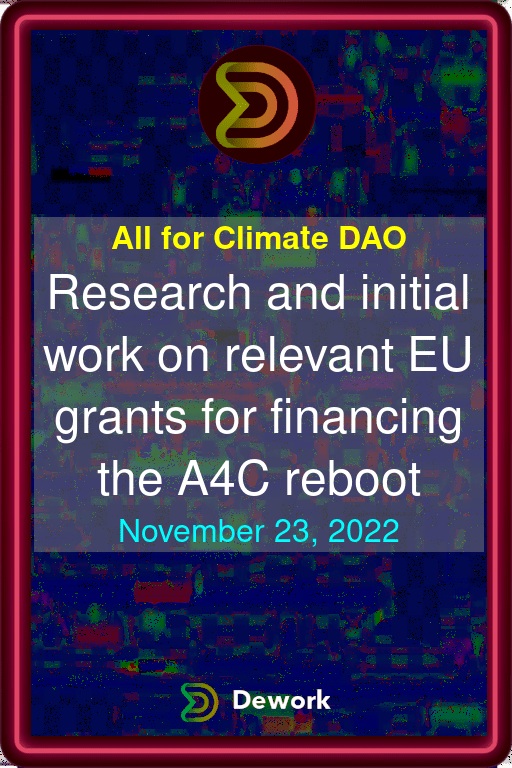 All for Climate DAO
Research and initial
work on relevant EU
grants for financing
the A4C reboot
November 23, 2022
Dework